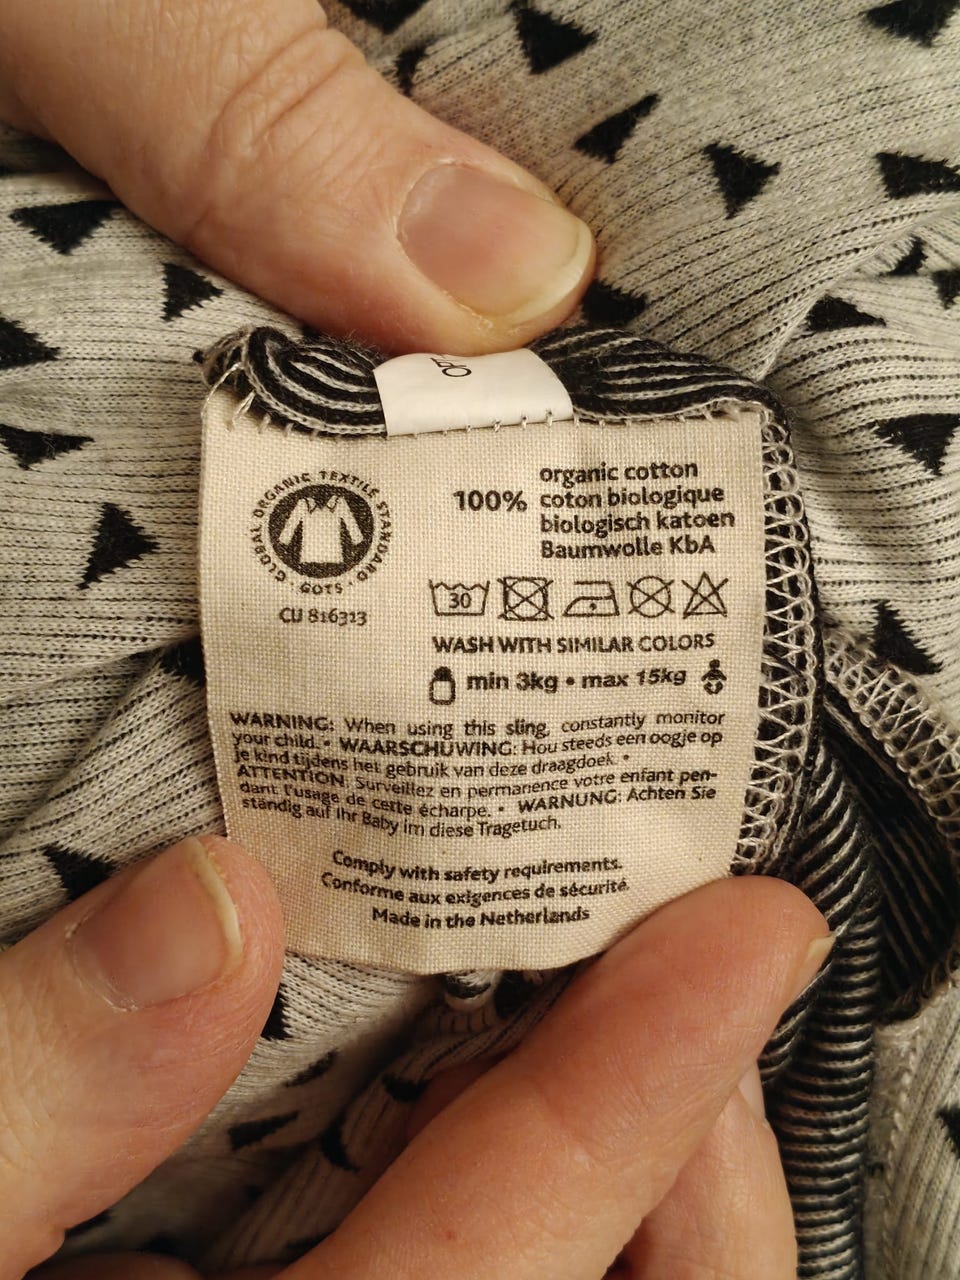 GLOBAL ORGANIC TEXTILE STANDARD · GOTS ·
CU 816313
100%
organic cotton
coton biologique
biologisch katoen
Baumwolle KbA
30
WASH WITH SIMILAR COLORS
min 3kg • max 15kg
WARNING: When using this sling, constantly monitor
your child. • WAARSCHUWING: Hou steeds een oogje op
je kind tijdens het gebruik van deze draagdoek. •
ATTENTION. Surveillez en permanence votre enfant pen-
dant l'usage de cette écharpe. • WARNUNG: Achten Sie
ständig auf Ihr Baby im diese Tragetuch.
Comply with safety requirements.
Conforme aux exigences de sécurité.
Made in the Netherlands